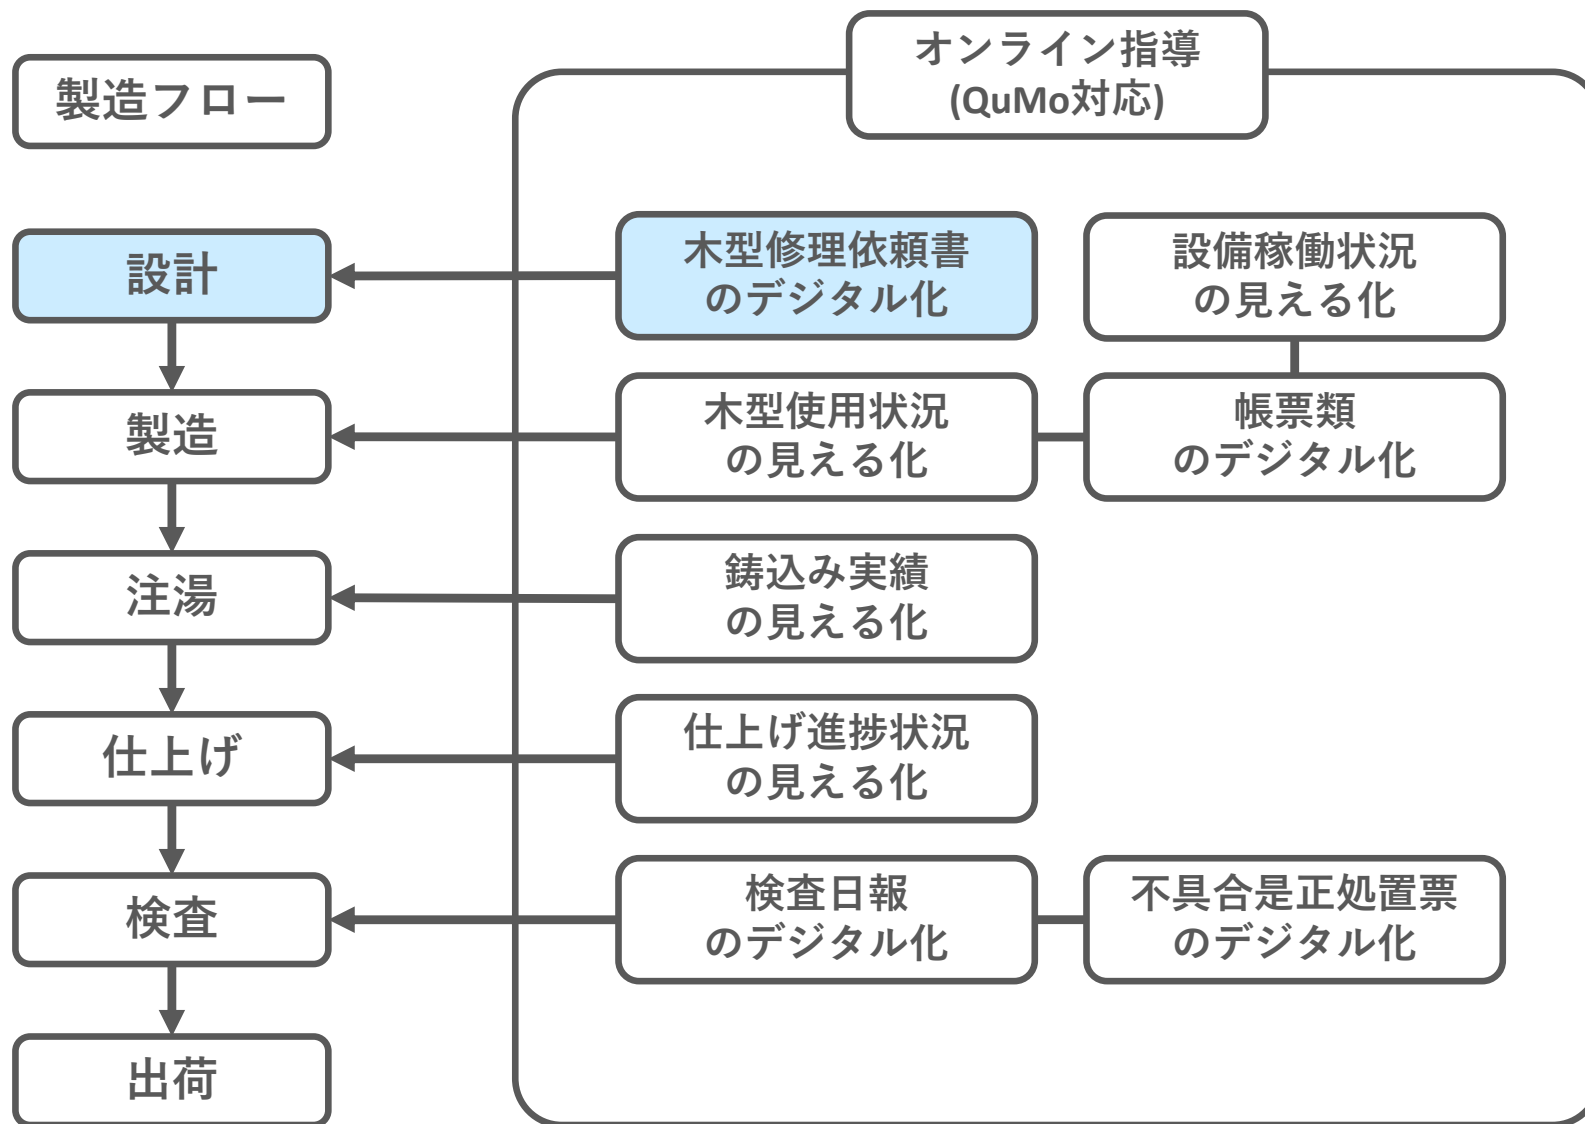 製造フロー
オンライン指導
(QuMo対応)
設計
木型修理依頼書
のデジタル化
設備稼働状況
の見える化
製造
木型使用状況
の見える化
帳票類
のデジタル化
注湯
鋳込み実績
の見える化
仕上げ
仕上げ進捗状況
の見える化
検査
検査日報
のデジタル化
不具合是正処置票
のデジタル化
出荷